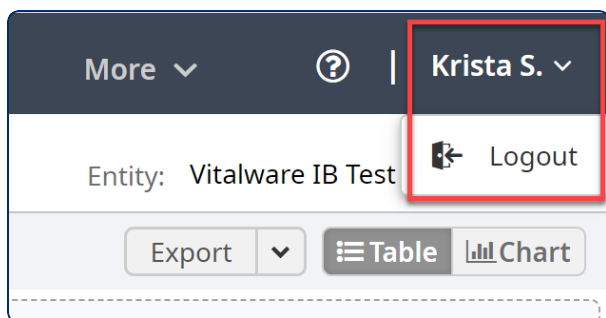 More
? | Krista S.
Logout
Entity: Vitalware IB Test
Export Table Chart